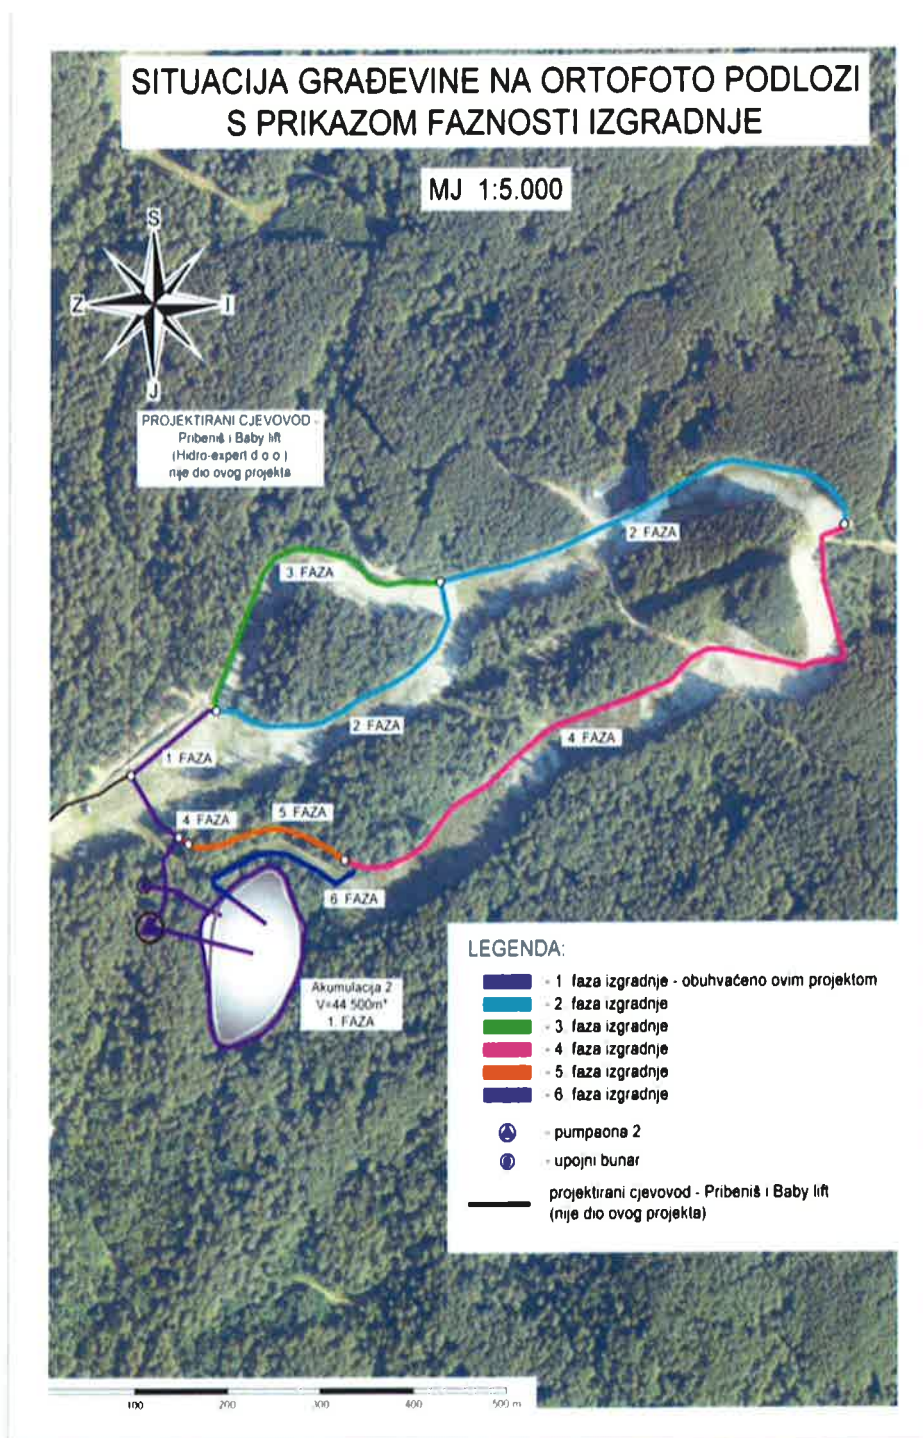 SITUACIJA GRAĐEVINE NA ORTOFOTO PODLOZI
S PRIKAZOM FAZNOSTI IZGRADNJE
MJ 1:5.000
S
Z
I
J
PROJEKTIRANI CJEVOVOD -
Pribeniš i Baby lift
(Hidro-expert d o o )
nije dio ovog projekta
2. FAZA
3. FAZA
2. FAZA
4. FAZA
1. FAZA
5. FAZA
4. FAZA
6. FAZA
Akumulacija 2
V=44 500m³
1. FAZA
LEGENDA:
- 1 faza izgradnje - obuhvaćeno ovim projektom
- 2 faza izgradnje
- 3 faza izgradnje
- 4 faza izgradnje
- 5 faza izgradnje
- 6 faza izgradnje
- pumpaona 2
- upojni bunar
projektirani cjevovod - Pribeniš i Baby lift
(nije dio ovog projekta)
100 200 300 400 500 m